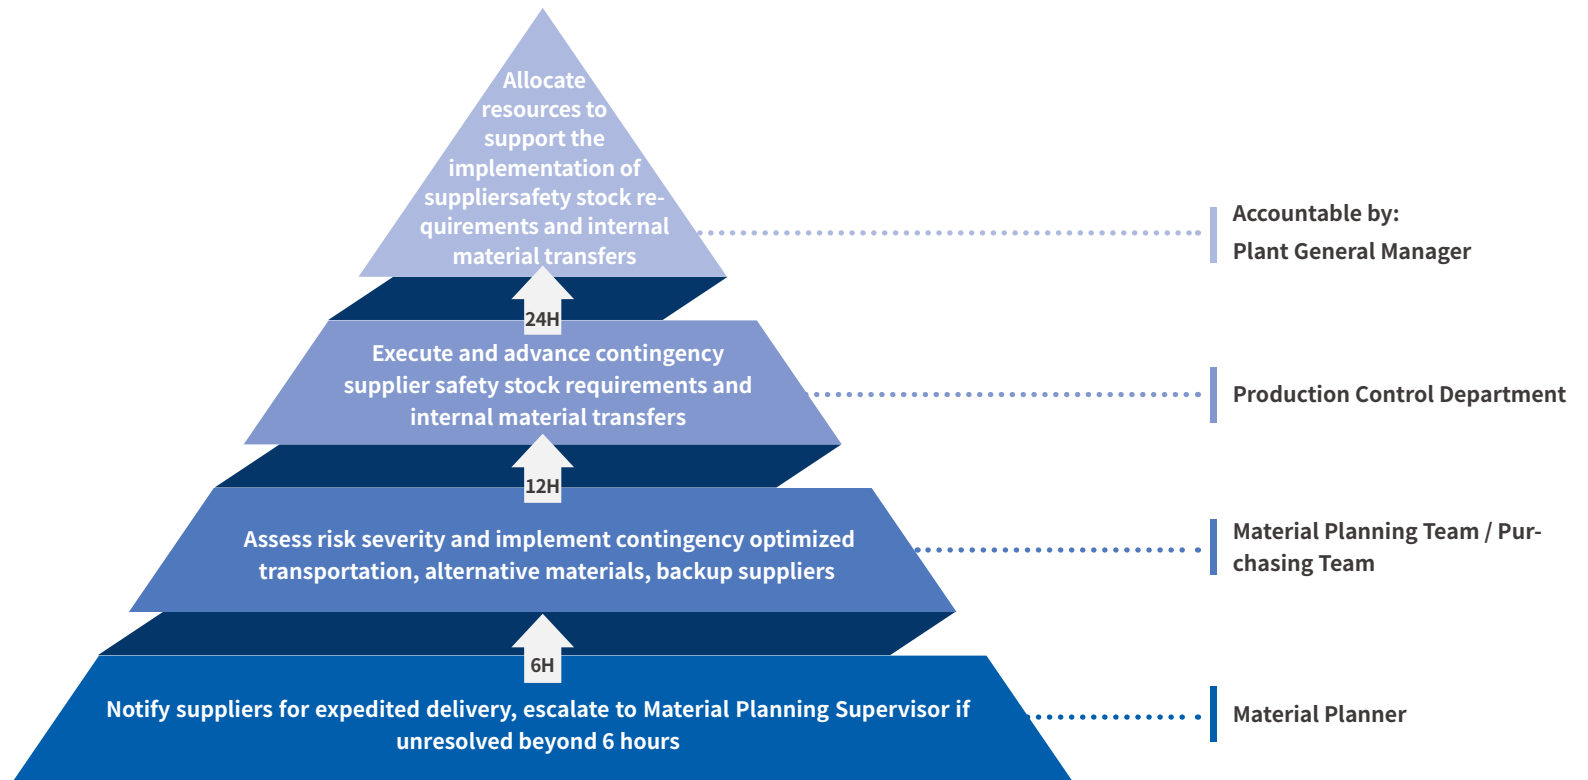 Allocate
resources to
support the
implementation of
suppliersafety stock re-
quirements and internal
material transfers
Accountable by:
Plant General Manager
24H
Execute and advance contingency
supplier safety stock requirements and
internal material transfers
Production Control Department
12H
Assess risk severity and implement contingency optimized
transportation, alternative materials, backup suppliers
Material Planning Team / Pur-
chasing Team
6H
Notify suppliers for expedited delivery, escalate to Material Planning Supervisor if
unresolved beyond 6 hours
Material Planner